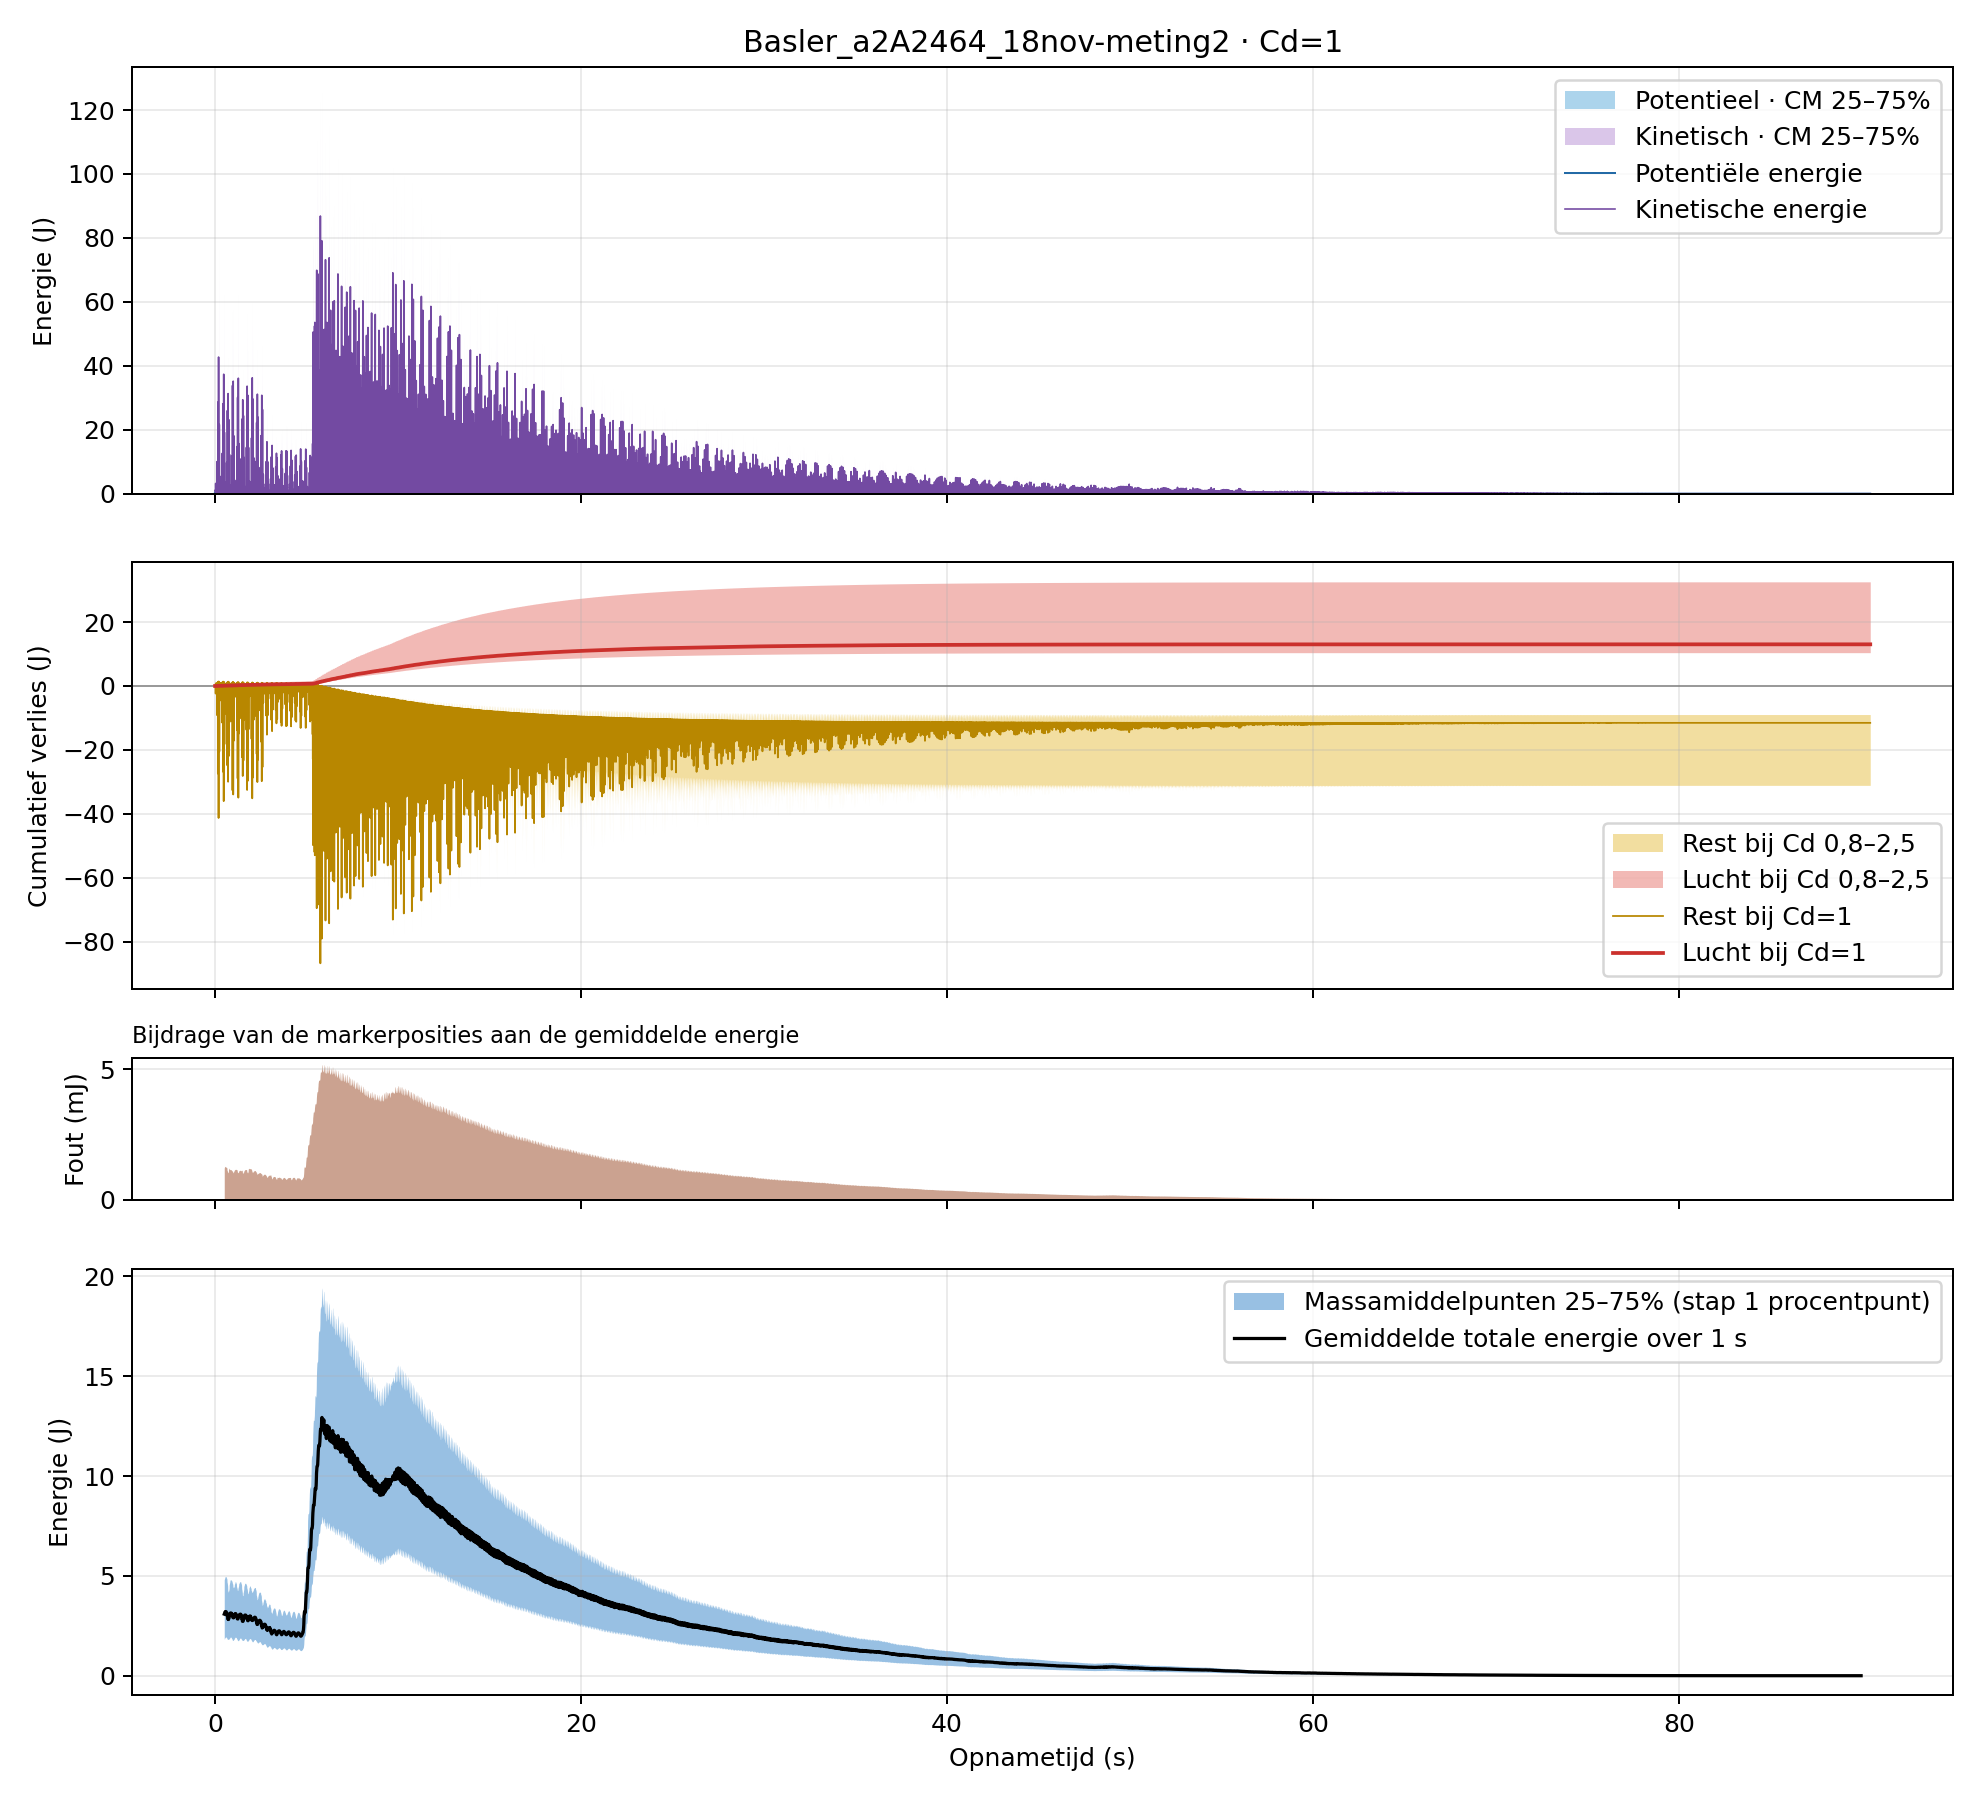 Basler_a2A2464_18nov-meting2 · Cd=1
Energie (J)
120
100
80
60
40
20
0
Potentieel · CM 25–75%
Kinetisch · CM 25–75%
Potentiële energie
Kinetische energie
Cumulatief verlies (J)
20
0
−20
−40
−60
−80
Rest bij Cd 0,8–2,5
Lucht bij Cd 0,8–2,5
Rest bij Cd=1
Lucht bij Cd=1
Bijdrage van de markerposities aan de gemiddelde energie
Fout (mJ)
5
0
Energie (J)
20
15
10
5
0
Massamiddelpunten 25–75% (stap 1 procentpunt)
Gemiddelde totale energie over 1 s
0 20 40 60 80
Opnametijd (s)